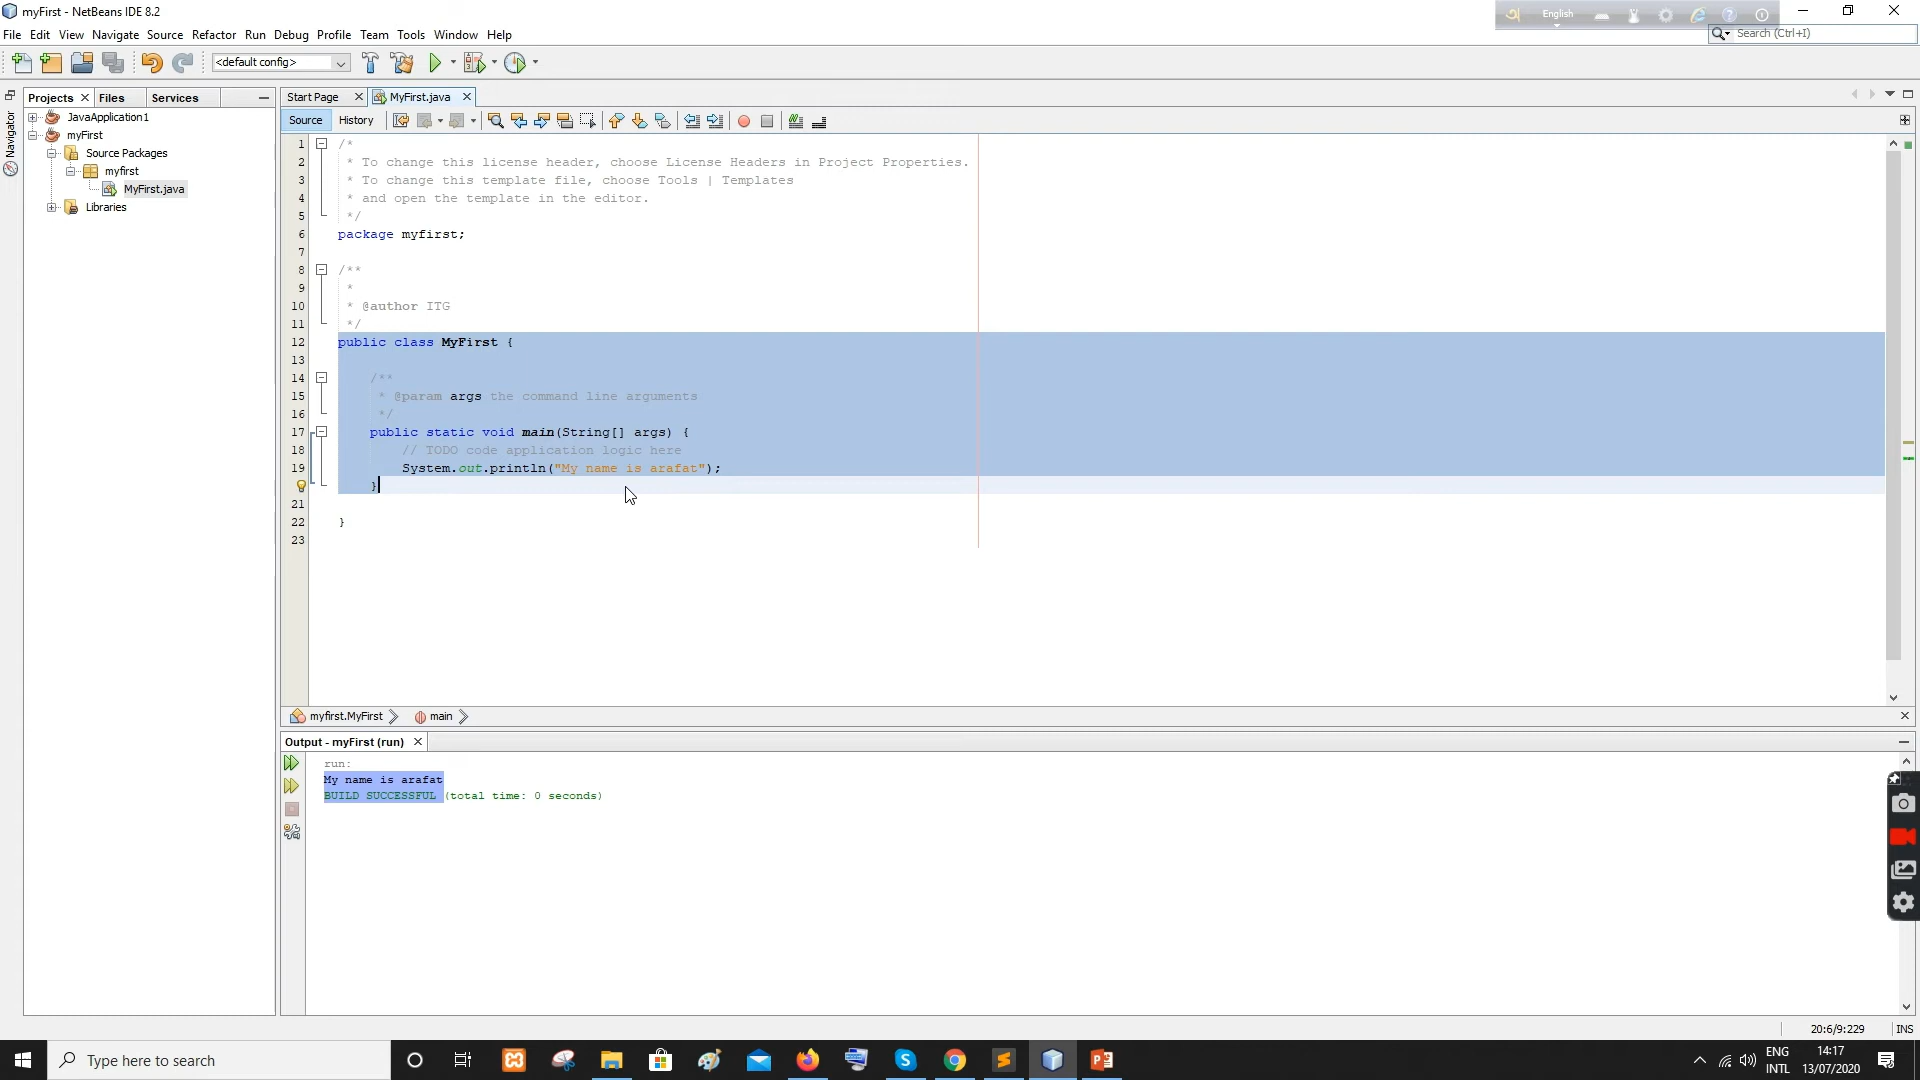 myFirst - NetBeans IDE 8.2
English
File Edit View Navigate Source Refactor Run Debug Profile Team Tools Window Help
Search (Ctrl+I)
<default config>
Projects Files Services
Start Page MyFirst.java
Navigator
Source History
JavaApplication1
myFirst
Source Packages
myfirst
MyFirst.java
Libraries
1 /*
2 * To change this license header, choose License Headers in Project Properties.
3 * To change this template file, choose Tools | Templates
4 * and open the template in the editor.
5 */
6 package myfirst;
7
8 /**
9 *
10 * @author ITG
11 */
12 public class MyFirst {
13
14 /**
15 * @param args the command line arguments
16 */
17 public static void main(String[] args) {
18 // TODO code application logic here
19 System.out.println("My name is arafat");
}
21
22 }
23
myfirst.MyFirst main
Output - myFirst (run)
run:
My name is arafat
BUILD SUCCESSFUL (total time: 0 seconds)
20:6/9:229 INS
Type here to search
ENG
INTL
14:17
13/07/2020